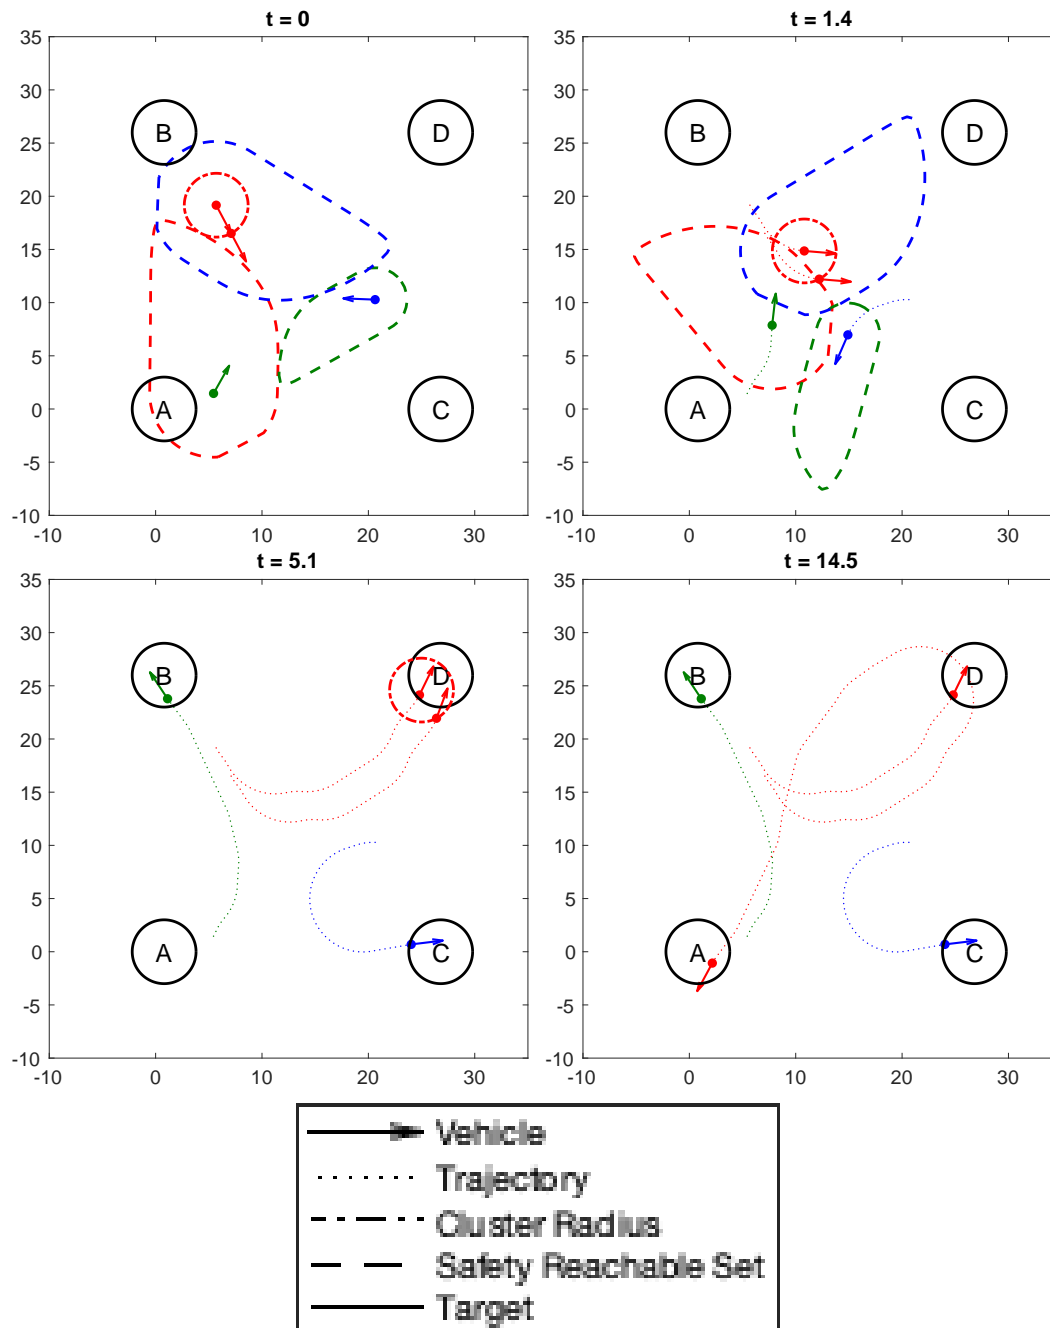 t = 0
35
30
25
20
15
10
5
0
-5
-10
-10 0 10 20 30
B
D
A
C
t = 1.4
35
30
25
20
15
10
5
0
-5
-10
-10 0 10 20 30
B
D
A
C
t = 5.1
35
30
25
20
15
10
5
0
-5
-10
-10 0 10 20 30
B
D
A
C
t = 14.5
35
30
25
20
15
10
5
0
-5
-10
-10 0 10 20 30
B
D
A
C
Vehicle
Trajectory
Cluster Radius
Safety Reachable Set
Target